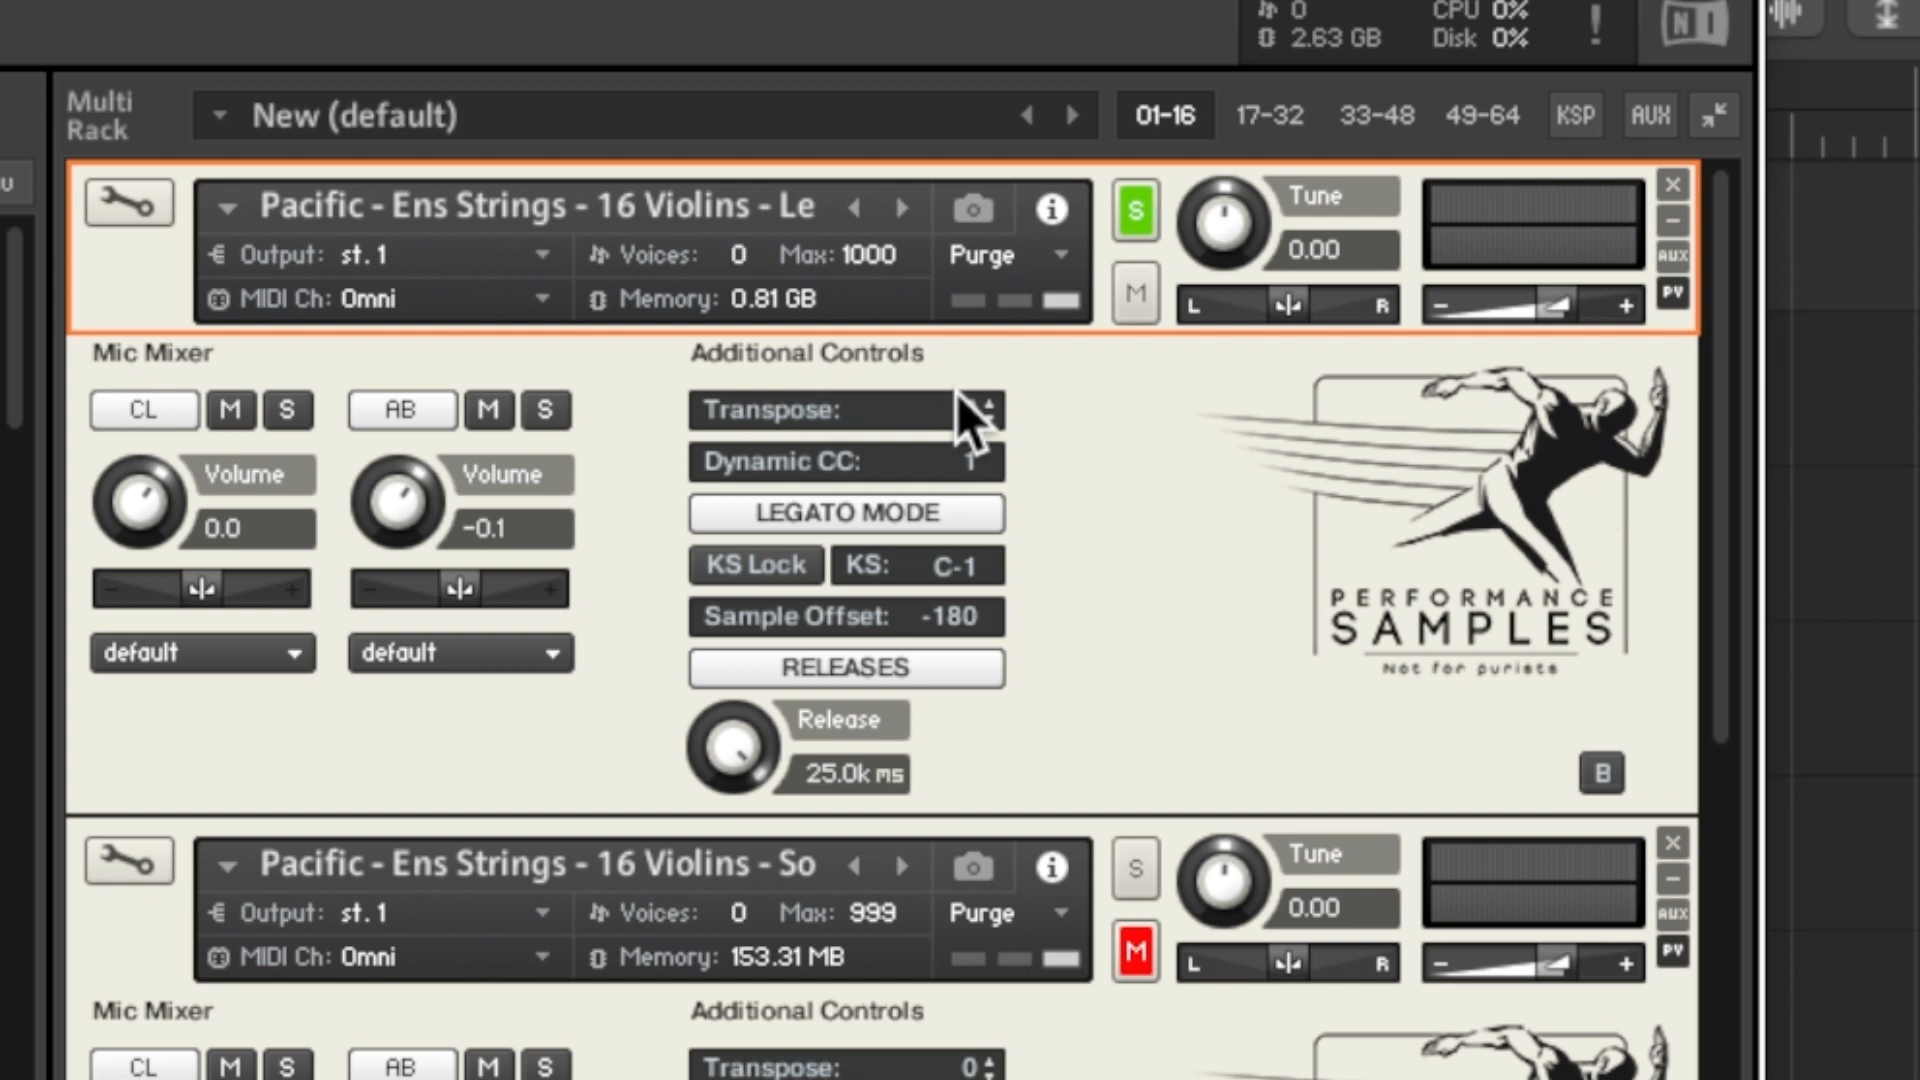 0 CPU 0%
2.63 GB Disk 0% !
NI
Multi
Rack
New (default) 01-16 17-32 33-48 49-64 KSP AUX
Pacific - Ens Strings - 16 Violins - Le i S Tune
Output: st.1 Voices: 0 Max: 1000 Purge 0.00 AUX
MIDI Ch: Omni Memory: 0.81 GB M L R - + PV
Mic Mixer Additional Controls
CL M S AB M S Transpose:
Volume Volume Dynamic CC: 1
0.0 -0.1 LEGATO MODE
KS Lock KS: C-1
Sample Offset: -180
default default RELEASES
Release
25.0k ms
PERFORMANCE
SAMPLES
Not for purists
B
Pacific - Ens Strings - 16 Violins - So i S Tune
Output: st.1 Voices: 0 Max: 999 Purge 0.00 AUX
MIDI Ch: Omni Memory: 153.31 MB M L R - + PV
Mic Mixer Additional Controls
CL M S AB M S Transpose: 0